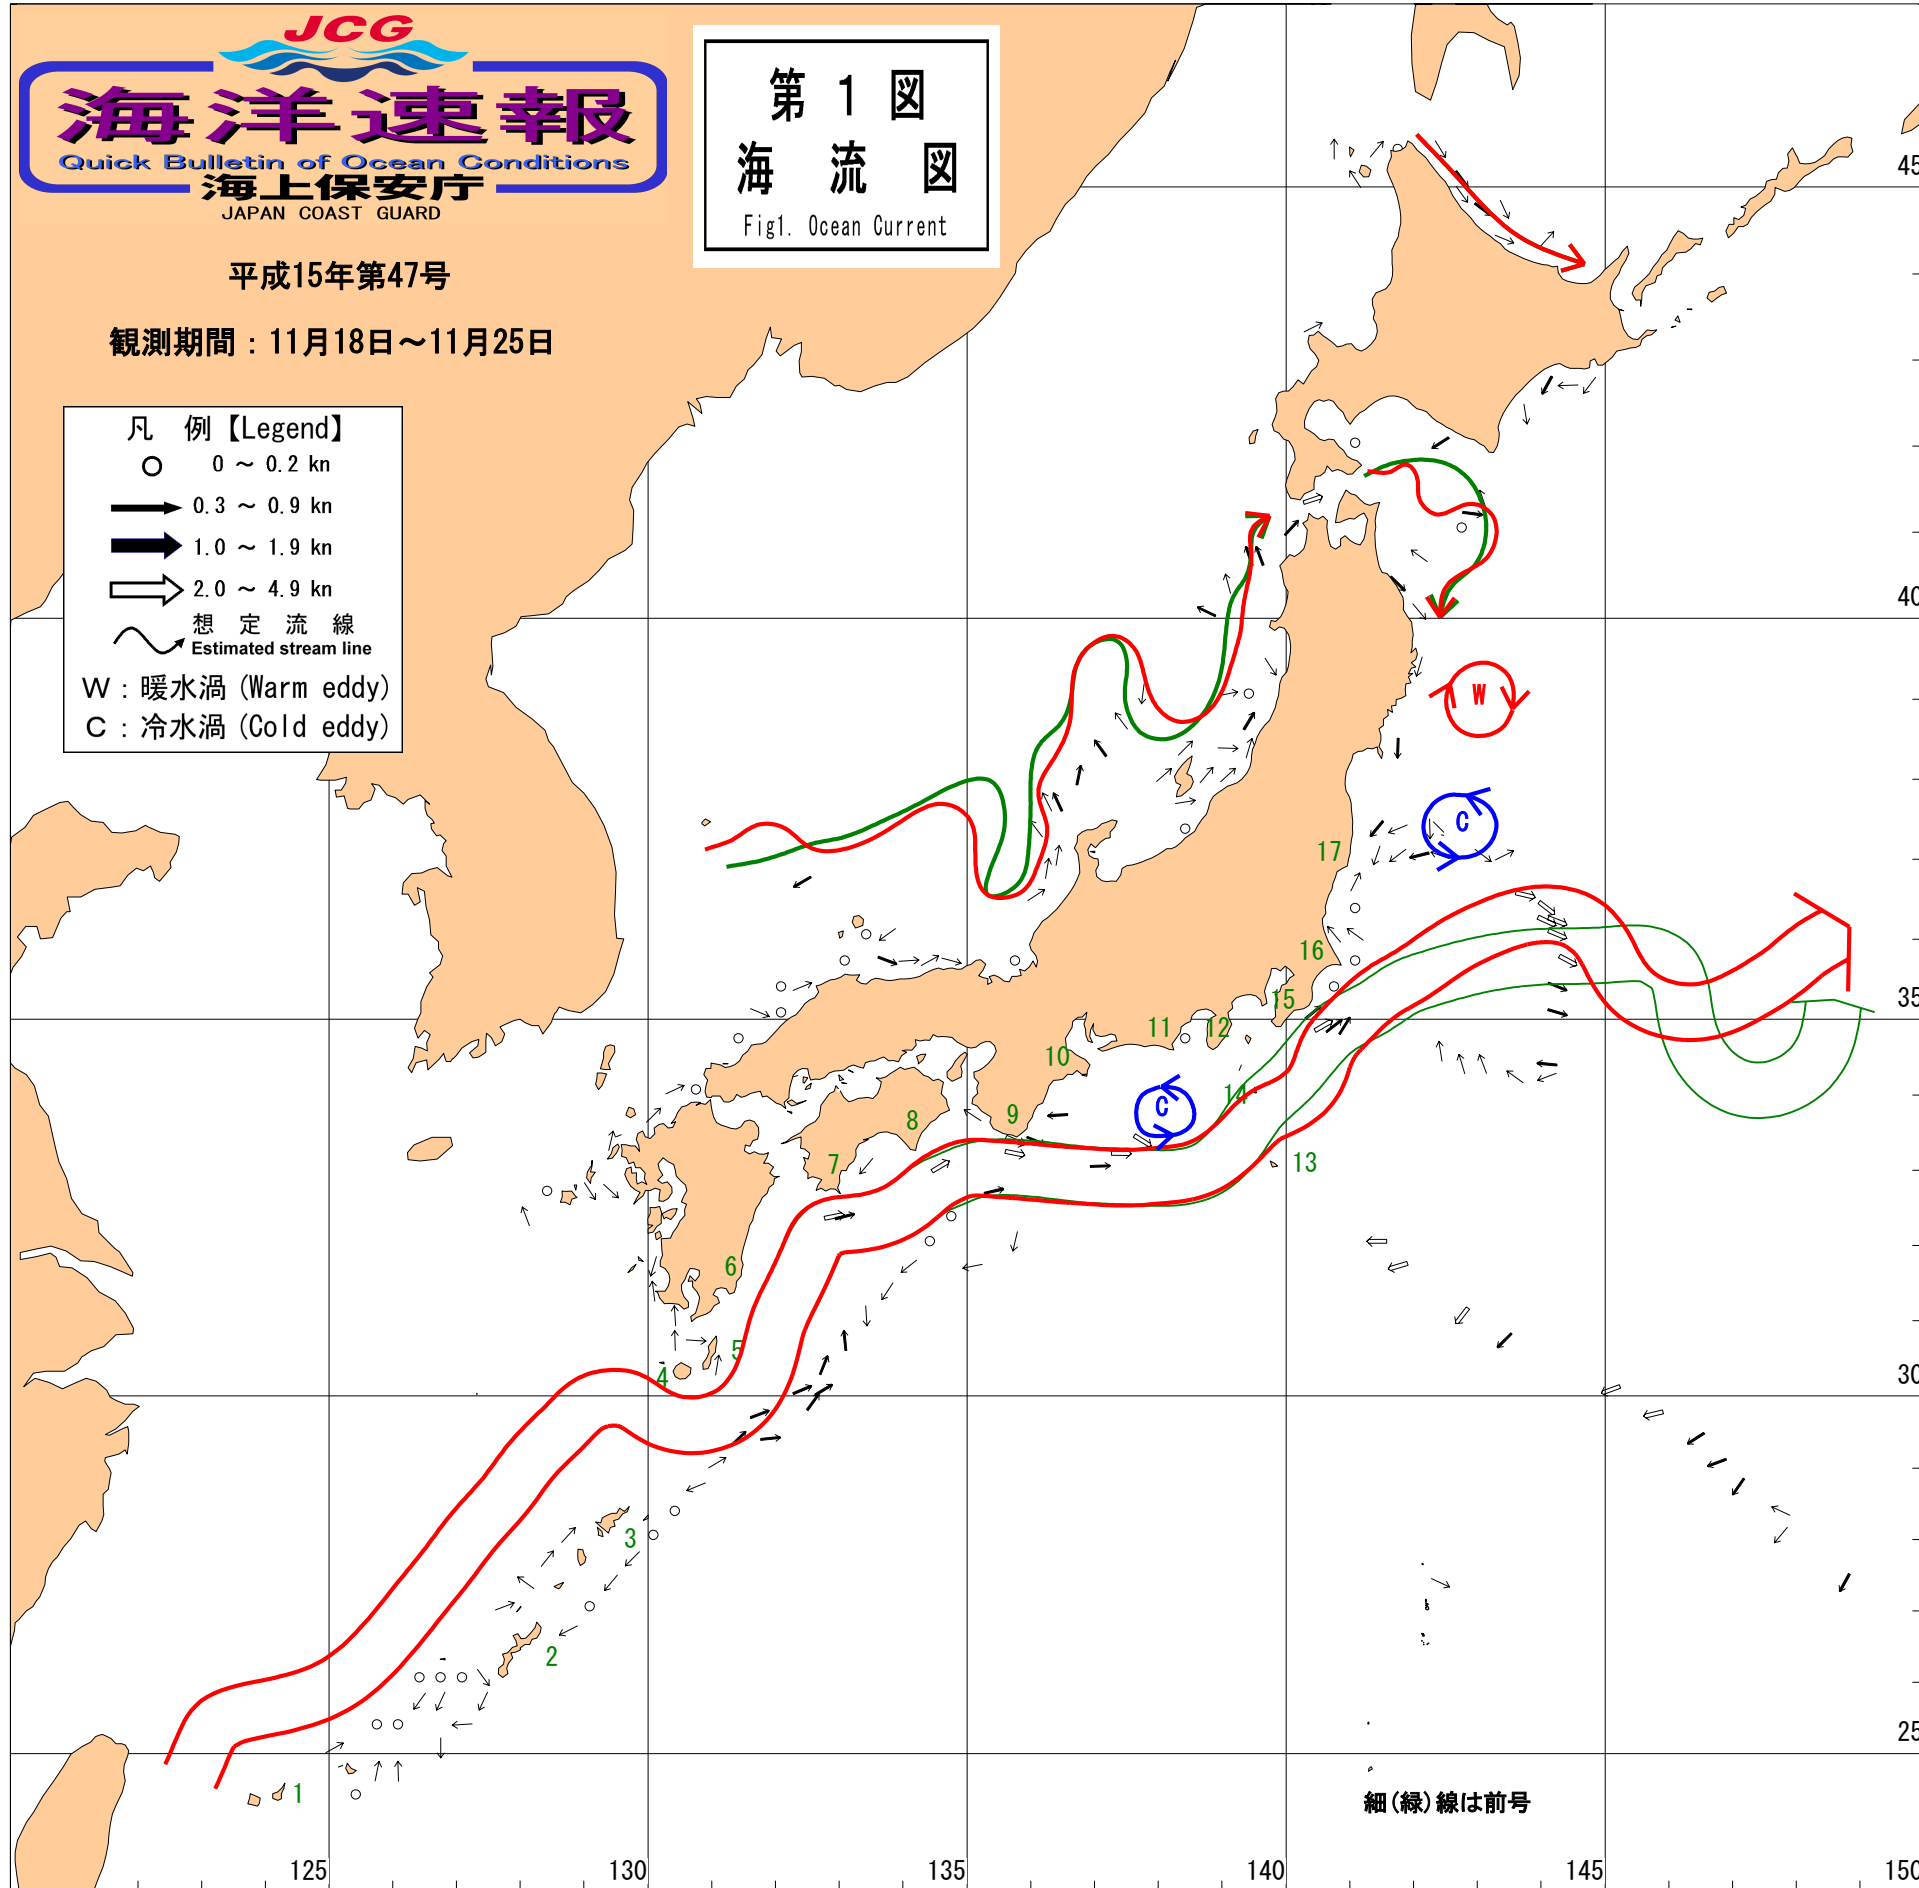 JCG
海洋速報
Quick Bulletin of Ocean Conditions
海上保安庁
JAPAN COAST GUARD
平成15年第47号
観測期間：11月18日～11月25日
第 1 図
海 流 図
Fig1. Ocean Current
凡 例【Legend】
0 ～ 0.2 kn
0.3 ～ 0.9 kn
1.0 ～ 1.9 kn
2.0 ～ 4.9 kn
想 定 流 線
Estimated stream line
W：暖水渦 (Warm eddy)
C：冷水渦 (Cold eddy)
45
40
W
C
17
16
35
15
11
12
10
14
C
9
8
13
7
6
5
4
30
3
2
25
1
細(緑)線は前号
125
130
135
140
145
150